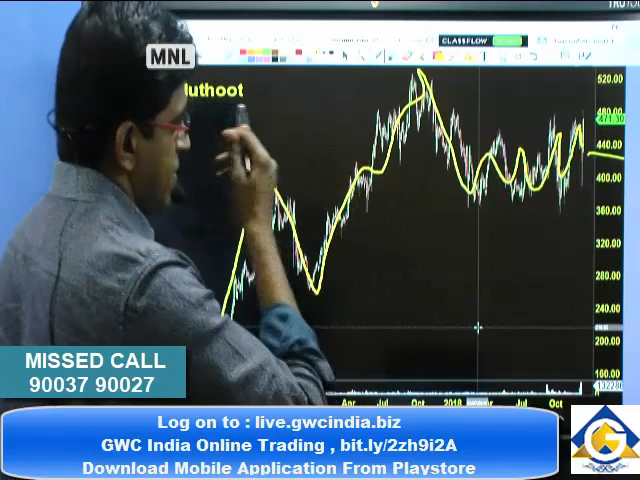 MNL
CLASSFLOW
uthoot
520.00
480.00
471.30
440.00
400.00
360.00
320.00
280.00
240.00
200.00
160.00
Apr Jul Oct 2018 Jul Oct
MISSED CALL
90037 90027
Log on to : live.gwcindia.biz
GWC India Online Trading , bit.ly/2zh9i2A
Download Mobile Application From Playstore
G